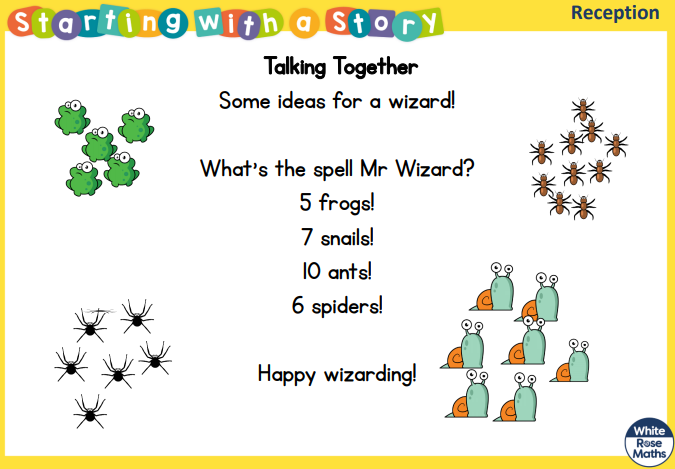 Starting with a Story
Reception
Talking Together
Some ideas for a wizard!
What's the spell Mr Wizard?
5 frogs!
7 snails!
10 ants!
6 spiders!
Happy wizarding!
White
Rose
Maths